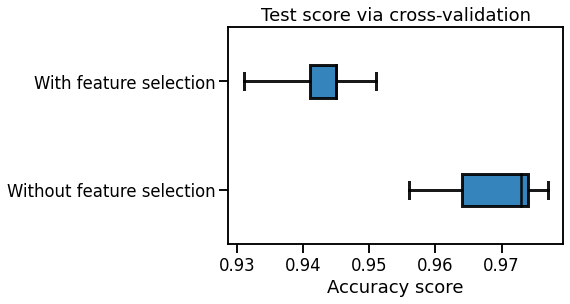 Test score via cross-validation
With feature selection
Without feature selection
0.93 0.94 0.95 0.96 0.97
Accuracy score